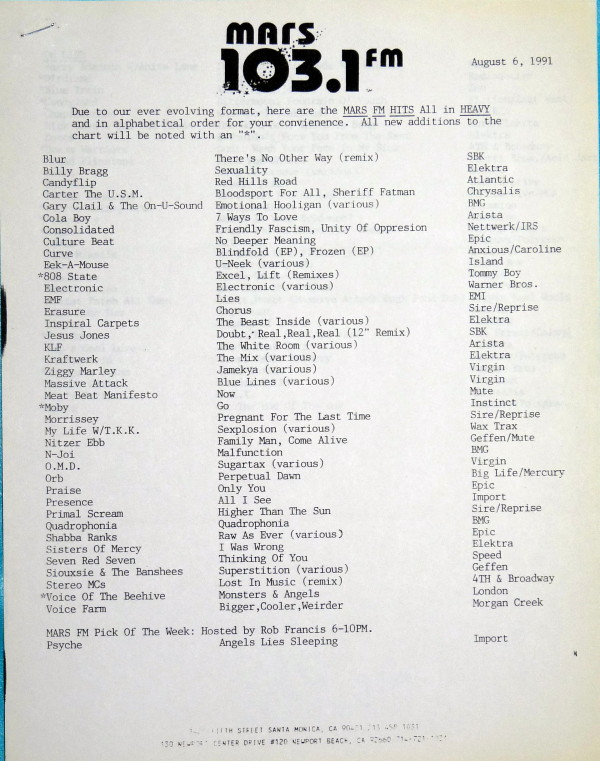 MARS
103.1 FM
August 6, 1991
Due to our ever evolving format, here are the MARS FM HITS All in HEAVY
and in alphabetical order for your convienence. All new additions to the
chart will be noted with an "*".
Blur There's No Other Way (remix) SBK
Billy Bragg Sexuality Elektra
Candyflip Red Hills Road Atlantic
Carter The U.S.M. Bloodsport For All, Sheriff Fatman Chrysalis
Gary Clail & The On-U-Sound Emotional Hooligan (various) BMG
Cola Boy 7 Ways To Love Arista
Consolidated Friendly Fascism, Unity Of Oppresion Nettwerk/IRS
Culture Beat No Deeper Meaning Epic
Curve Blindfold (EP), Frozen (EP) Anxious/Caroline
Eek-A-Mouse U-Neek (various) Island
*808 State Excel, Lift (Remixes) Tommy Boy
Electronic Electronic (various) Warner Bros.
EMF Lies EMI
Erasure Chorus Sire/Reprise
Inspiral Carpets The Beast Inside (various) Elektra
Jesus Jones Doubt, Real,Real,Real (12" Remix) SBK
KLF The White Room (various) Arista
Kraftwerk The Mix (various) Elektra
Ziggy Marley Jamekya (various) Virgin
Massive Attack Blue Lines (various) Virgin
Meat Beat Manifesto Now Mute
*Moby Go Instinct
Morrissey Pregnant For The Last Time Sire/Reprise
My Life W/T.K.K. Sexplosion (various) Wax Trax
Nitzer Ebb Family Man, Come Alive Geffen/Mute
N-Joi Malfunction BMG
O.M.D. Sugartax (various) Virgin
Orb Perpetual Dawn Big Life/Mercury
Praise Only You Epic
Presence All I See Import
Primal Scream Higher Than The Sun Sire/Reprise
Quadrophonia Quadrophonia BMG
Shabba Ranks Raw As Ever (various) Epic
Sisters Of Mercy I Was Wrong Elektra
Seven Red Seven Thinking Of You Speed
Siouxsie & The Banshees Superstition (various) Geffen
Stereo MCs Lost In Music (remix) 4TH & Broadway
*Voice Of The Beehive Monsters & Angels London
Voice Farm Bigger,Cooler,Weirder Morgan Creek
MARS FM Pick Of The Week: Hosted by Rob Francis 6-10PM.
Psyche Angels Lies Sleeping Import
STREET SANTA MONICA, CA
NEWPORT CENTER DRIVE #120 NEWPORT BEACH, CA 92660